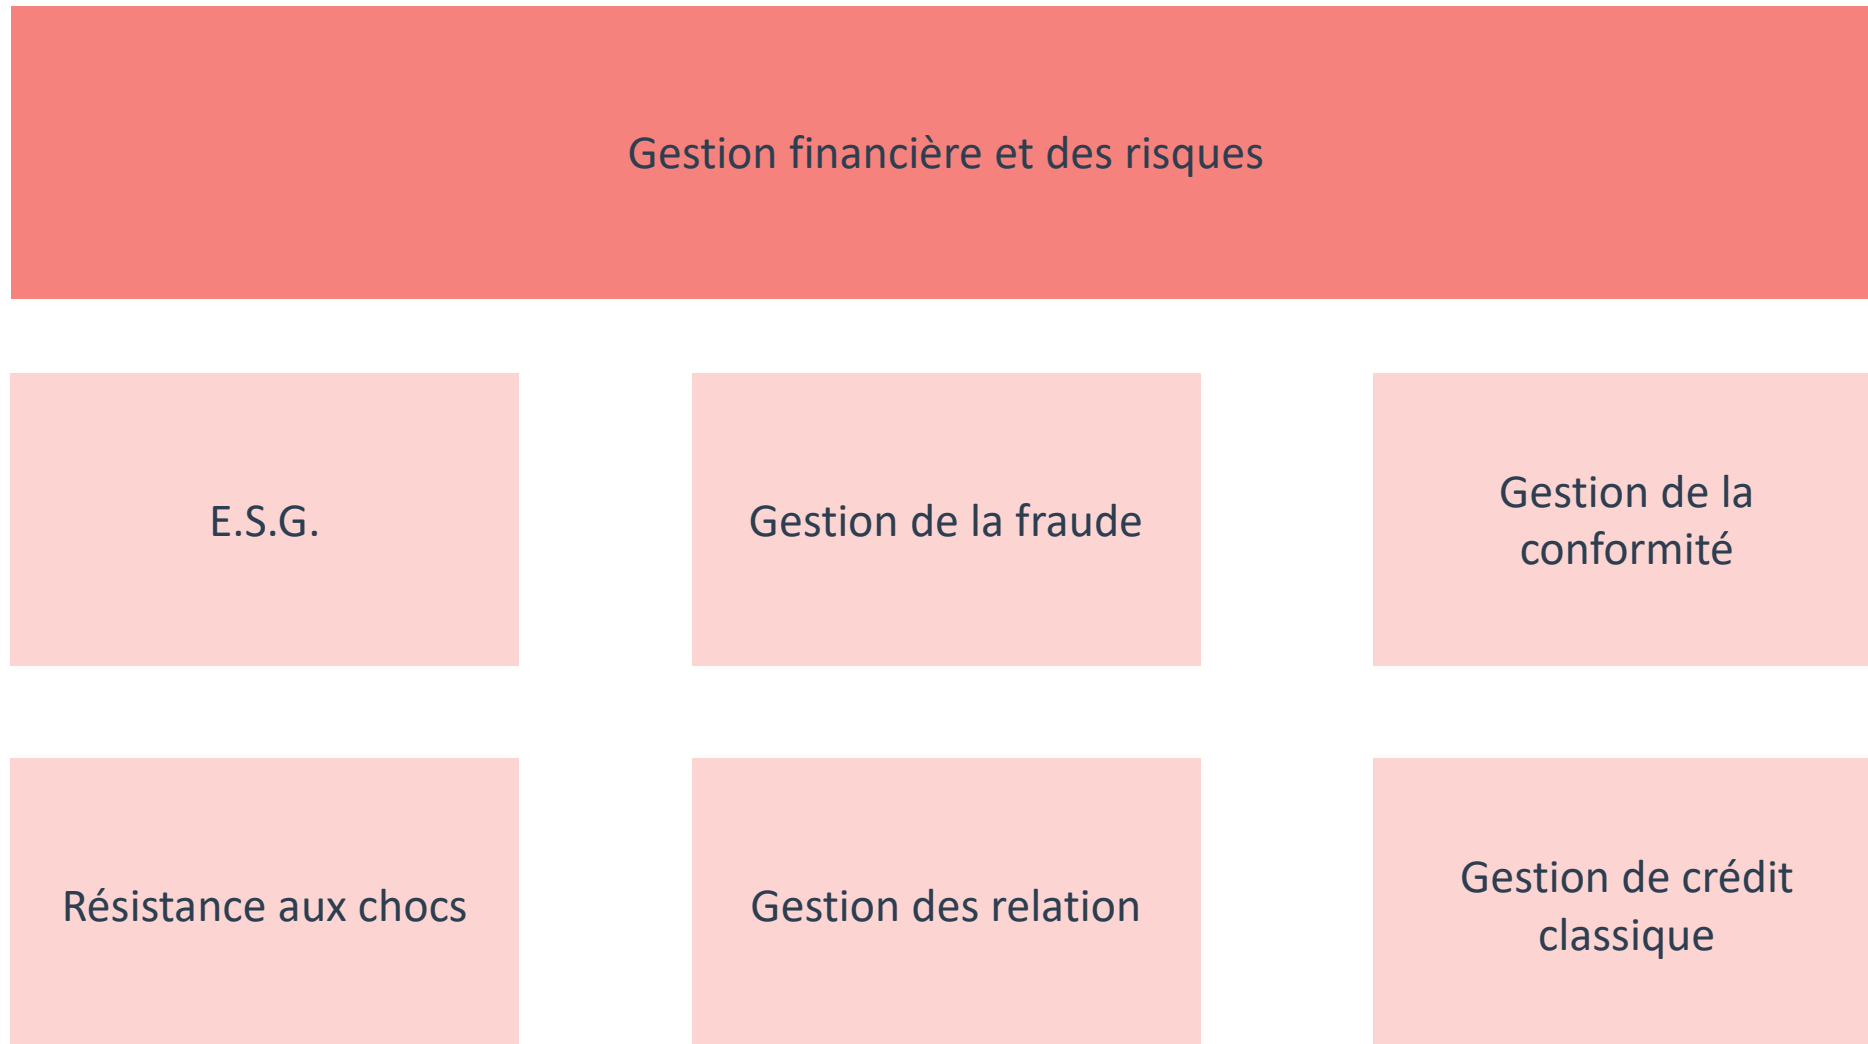 Gestion financière et des risques
E.S.G.
Gestion de la fraude
Gestion de la
conformité
Résistance aux chocs
Gestion des relation
Gestion de crédit
classique